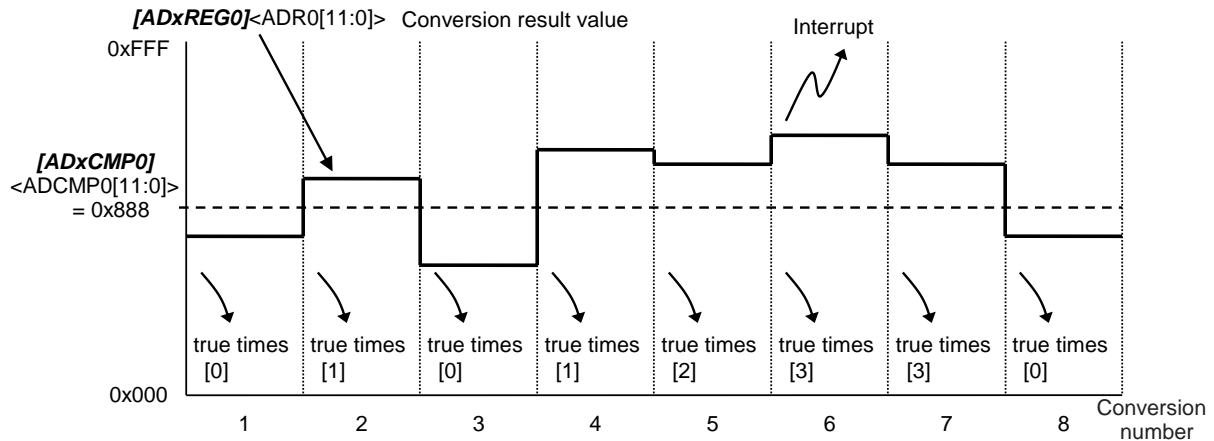 [ADxREG0]<ADR0[11:0]> Conversion result value
0xFFF
Interrupt
[ADxCMP0]
<ADCMP0[11:0]>
= 0x888
true times true times true times true times true times true times true times true times
[0] [1] [0] [1] [2] [3] [3] [0]
0x000
1 2 3 4 5 6 7 8
Conversion
number